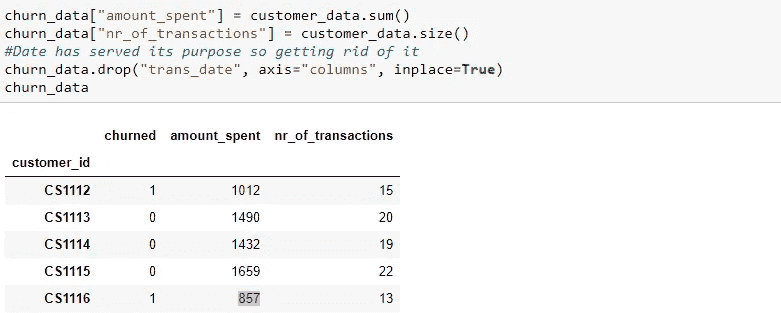 churn_data["amount_spent"] = customer_data.sum()
churn_data["nr_of_transactions"] = customer_data.size()
#Date has served its purpose so getting rid of it
churn_data.drop("trans_date", axis="columns", inplace=True)
churn_data
churned amount_spent nr_of_transactions
customer_id
CS1112 1 1012 15
CS1113 0 1490 20
CS1114 0 1432 19
CS1115 0 1659 22
CS1116 1 857 13